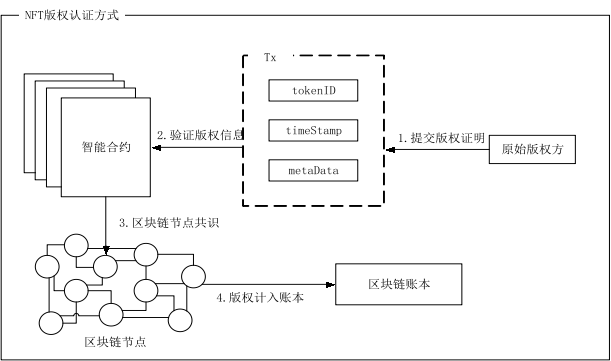 NFT版权认证方式
Tx
tokenID
timeStamp
metaData
1.提交版权证明
原始版权方
2.验证版权信息
智能合约
3.区块链节点共识
4.版权计入账本
区块链账本
区块链节点